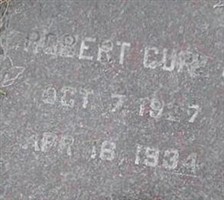 ROBERT
OCT 7, 1927
APR 16, 1934